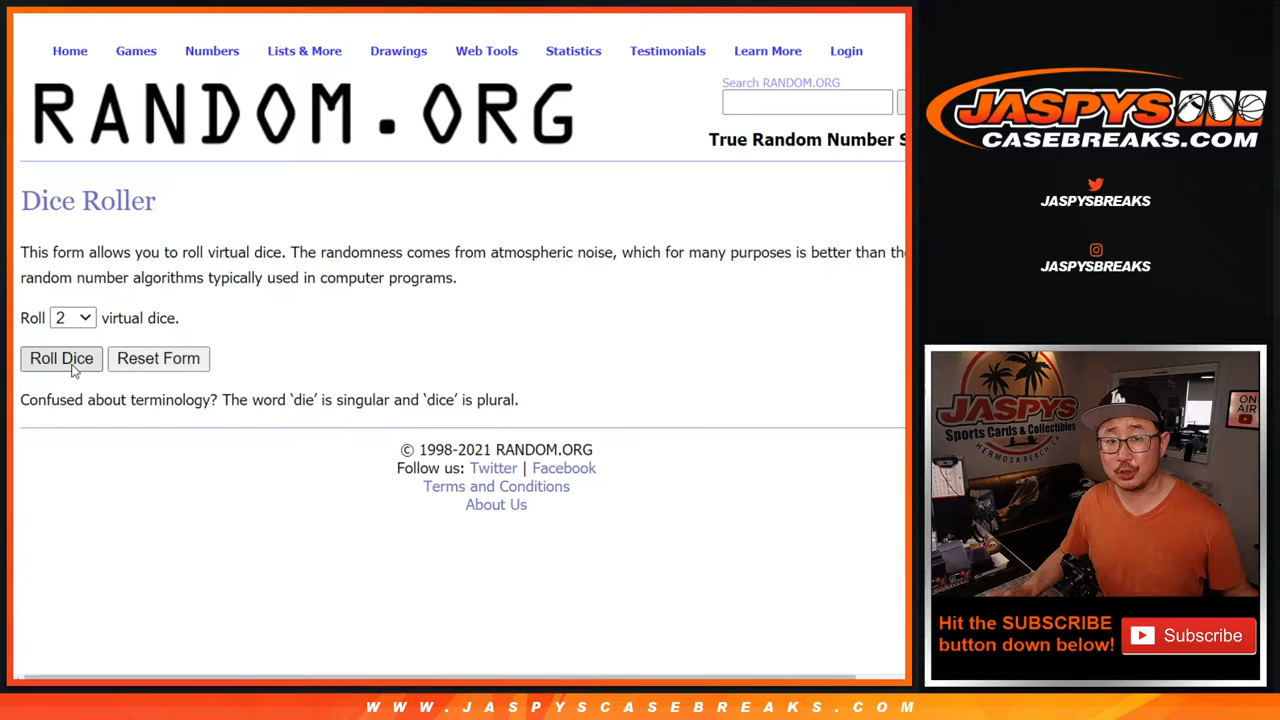 Home Games Numbers Lists & More Drawings Web Tools Statistics Testimonials Learn More Login
RANDOM.ORG
Search RANDOM.ORG
True Random Number S
Dice Roller
This form allows you to roll virtual dice. The randomness comes from atmospheric noise, which for many purposes is better than the
random number algorithms typically used in computer programs.
Roll 2 virtual dice.
Roll Dice Reset Form
Confused about terminology? The word ‘die’ is singular and ‘dice’ is plural.
© 1998-2021 RANDOM.ORG
Follow us: Twitter | Facebook
Terms and Conditions
About Us
JASPYS
CASEBREAKS.COM
JASPYSBREAKS
JASPYSBREAKS
JASPYS
Sports Cards & Collectibles
HERMOSA BEACH, CA
LA
ON
AIR
Hit the SUBSCRIBE
button down below!
Subscribe
WWW.JASPYSCASEBREAKS.COM